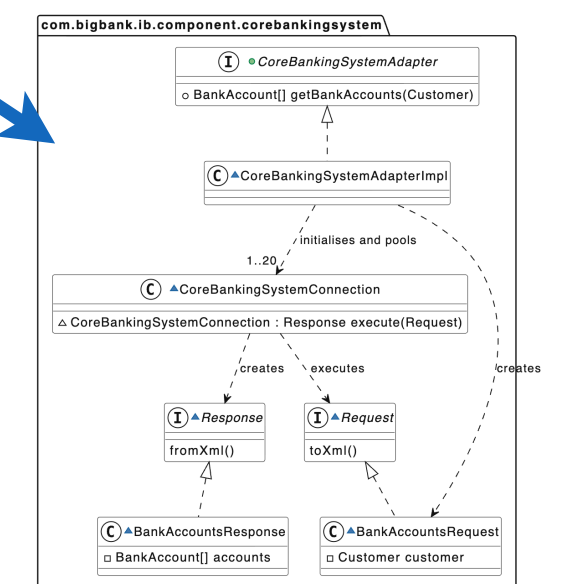 com.bigbank.ib.component.corebankingsystem
I CoreBankingSystemAdapter
BankAccount[] getBankAccounts(Customer)
C CoreBankingSystemAdapterImpl
initialises and pools
1..20
C CoreBankingSystemConnection
CoreBankingSystemConnection : Response execute(Request)
creates
executes
creates
I Response
I Request
fromXml()
toXml()
C BankAccountsResponse
C BankAccountsRequest
BankAccount[] accounts
Customer customer